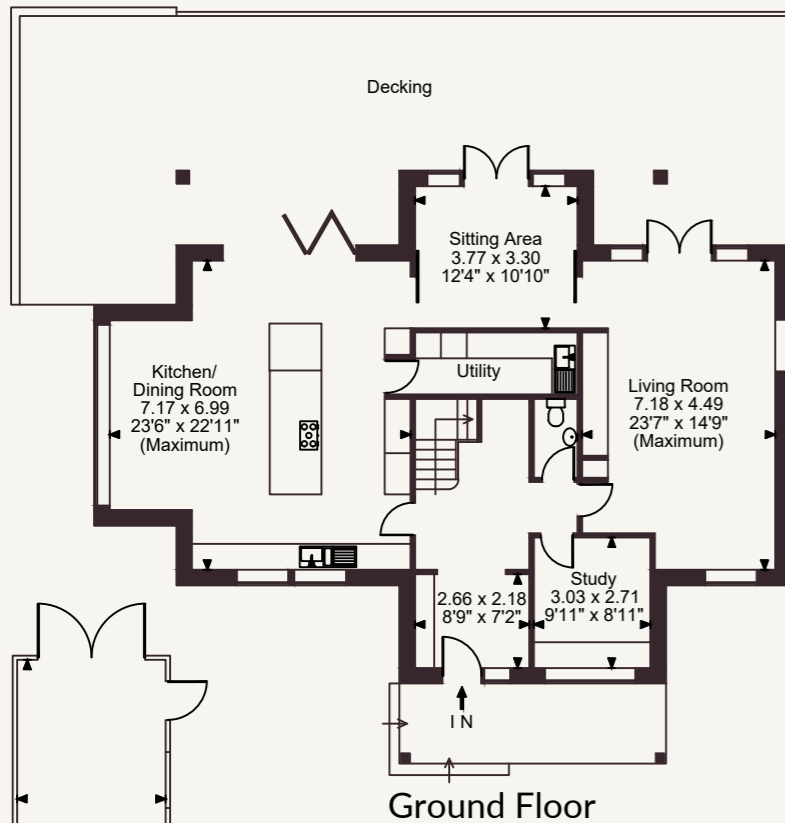 Decking
Sitting Area
3.77 x 3.30
12'4" x 10'10"
Kitchen/
Dining Room
7.17 x 6.99
23'6" x 22'11"
(Maximum)
Utility
Living Room
7.18 x 4.49
23'7" x 14'9"
(Maximum)
2.66 x 2.18
8'9" x 7'2"
Study
3.03 x 2.71
9'11" x 8'11"
IN
Ground Floor